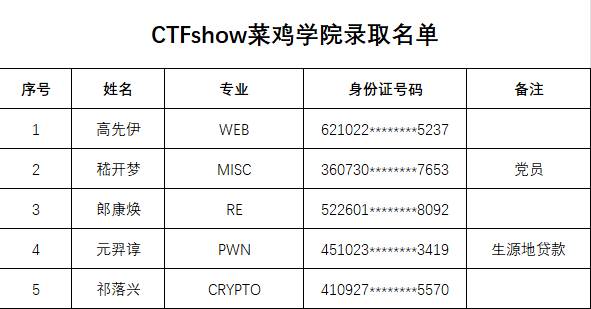 CTFshow菜鸡学院录取名单
序号 姓名 专业 身份证号码 备注
1 高先伊 WEB 621022********5237
2 嵇开梦 MISC 360730********7653 党员
3 郎康焕 RE 522601********8092
4 元羿谆 PWN 451023********3419 生源地贷款
5 祁落兴 CRYPTO 410927********5570